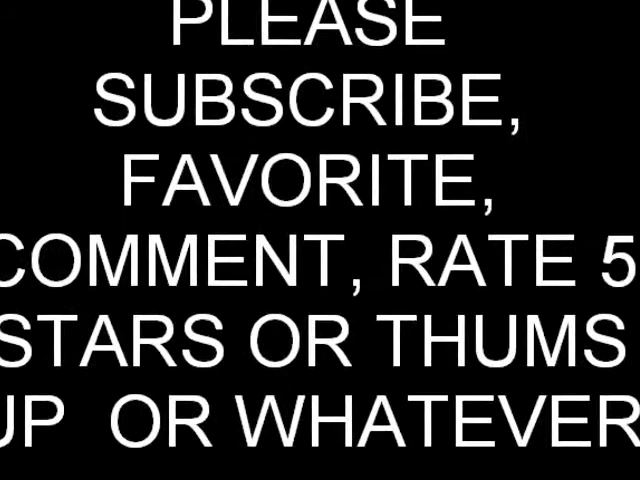 PLEASE
SUBSCRIBE,
FAVORITE,
COMMENT, RATE 5
STARS OR THUMS
UP OR WHATEVER